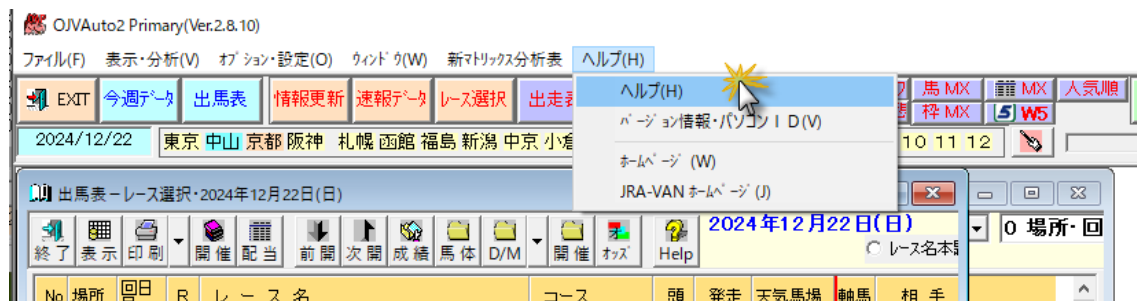 OJVAuto2 Primary(Ver.2.8.10)
ファイル(F) 表示・分析(V) オプション・設定(O) ウィンドウ(W) 新マトリックス分析表 ヘルプ(H)
EXIT 今週データ 出馬表 情報更新 速報データ レース選択 出走 馬 MX MX 人気順
枠 MX 5 W5
ヘルプ(H)
バージョン情報・パソコンID(V)
ホームページ (W)
JRA-VAN ホームページ(J)
2024/12/22 東京 中山 京都 阪神 札幌 函館 福島 新潟 中京 小倉 10 11 12
出馬表-レース選択・2024年12月22日(日)
終了 表示 印刷 開催 配当 前開 次開 成績 馬体 D/M 開催 オッズ Help
2024年12月22日(日)
レース名本題
0 場所・回
No 場所 回日 R レース名 コース 頭 発走 天気馬場 軸馬 相手